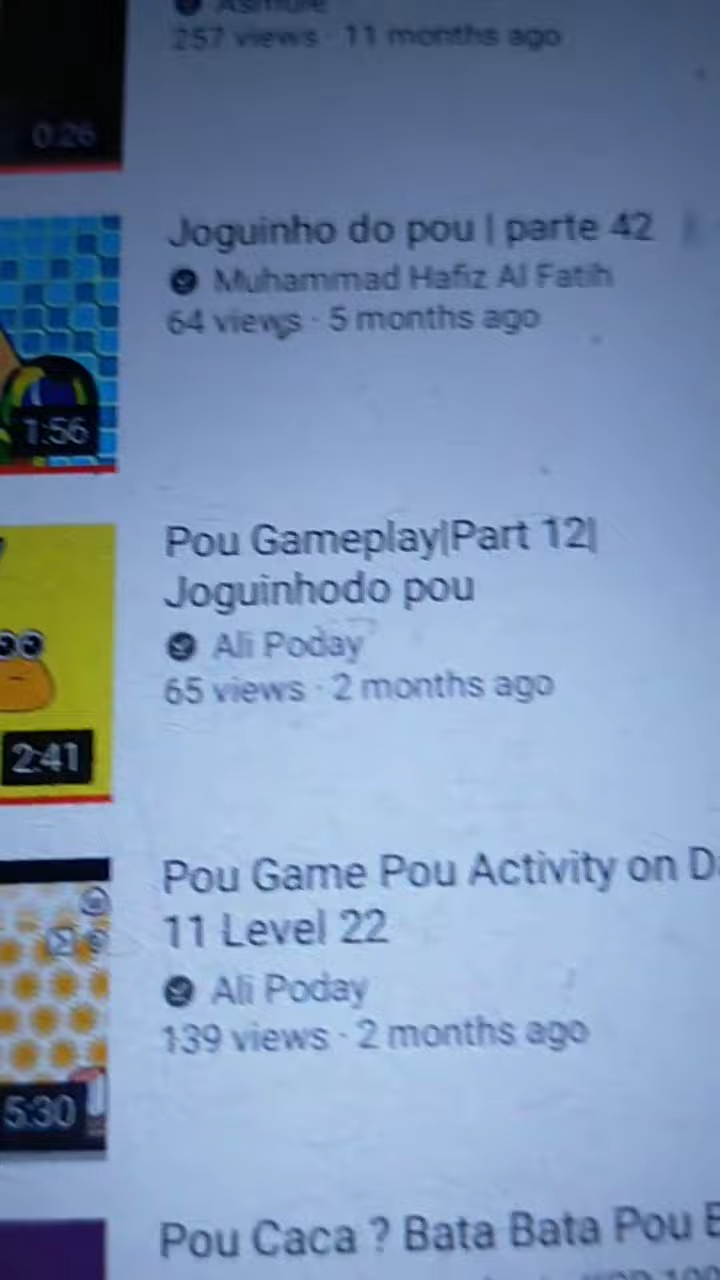 257 views · 11 months ago
0:26
Joguinho do pou | parte 42
Muhammad Hafiz Al Fatih
64 views · 5 months ago
1:56
Pou Gameplay|Part 12|
Joguinhodo pou
Ali Poday
65 views · 2 months ago
2:41
Pou Game Pou Activity on
11 Level 22
Ali Poday
139 views · 2 months ago
5:30
Pou Caca ? Bata Bata Pou